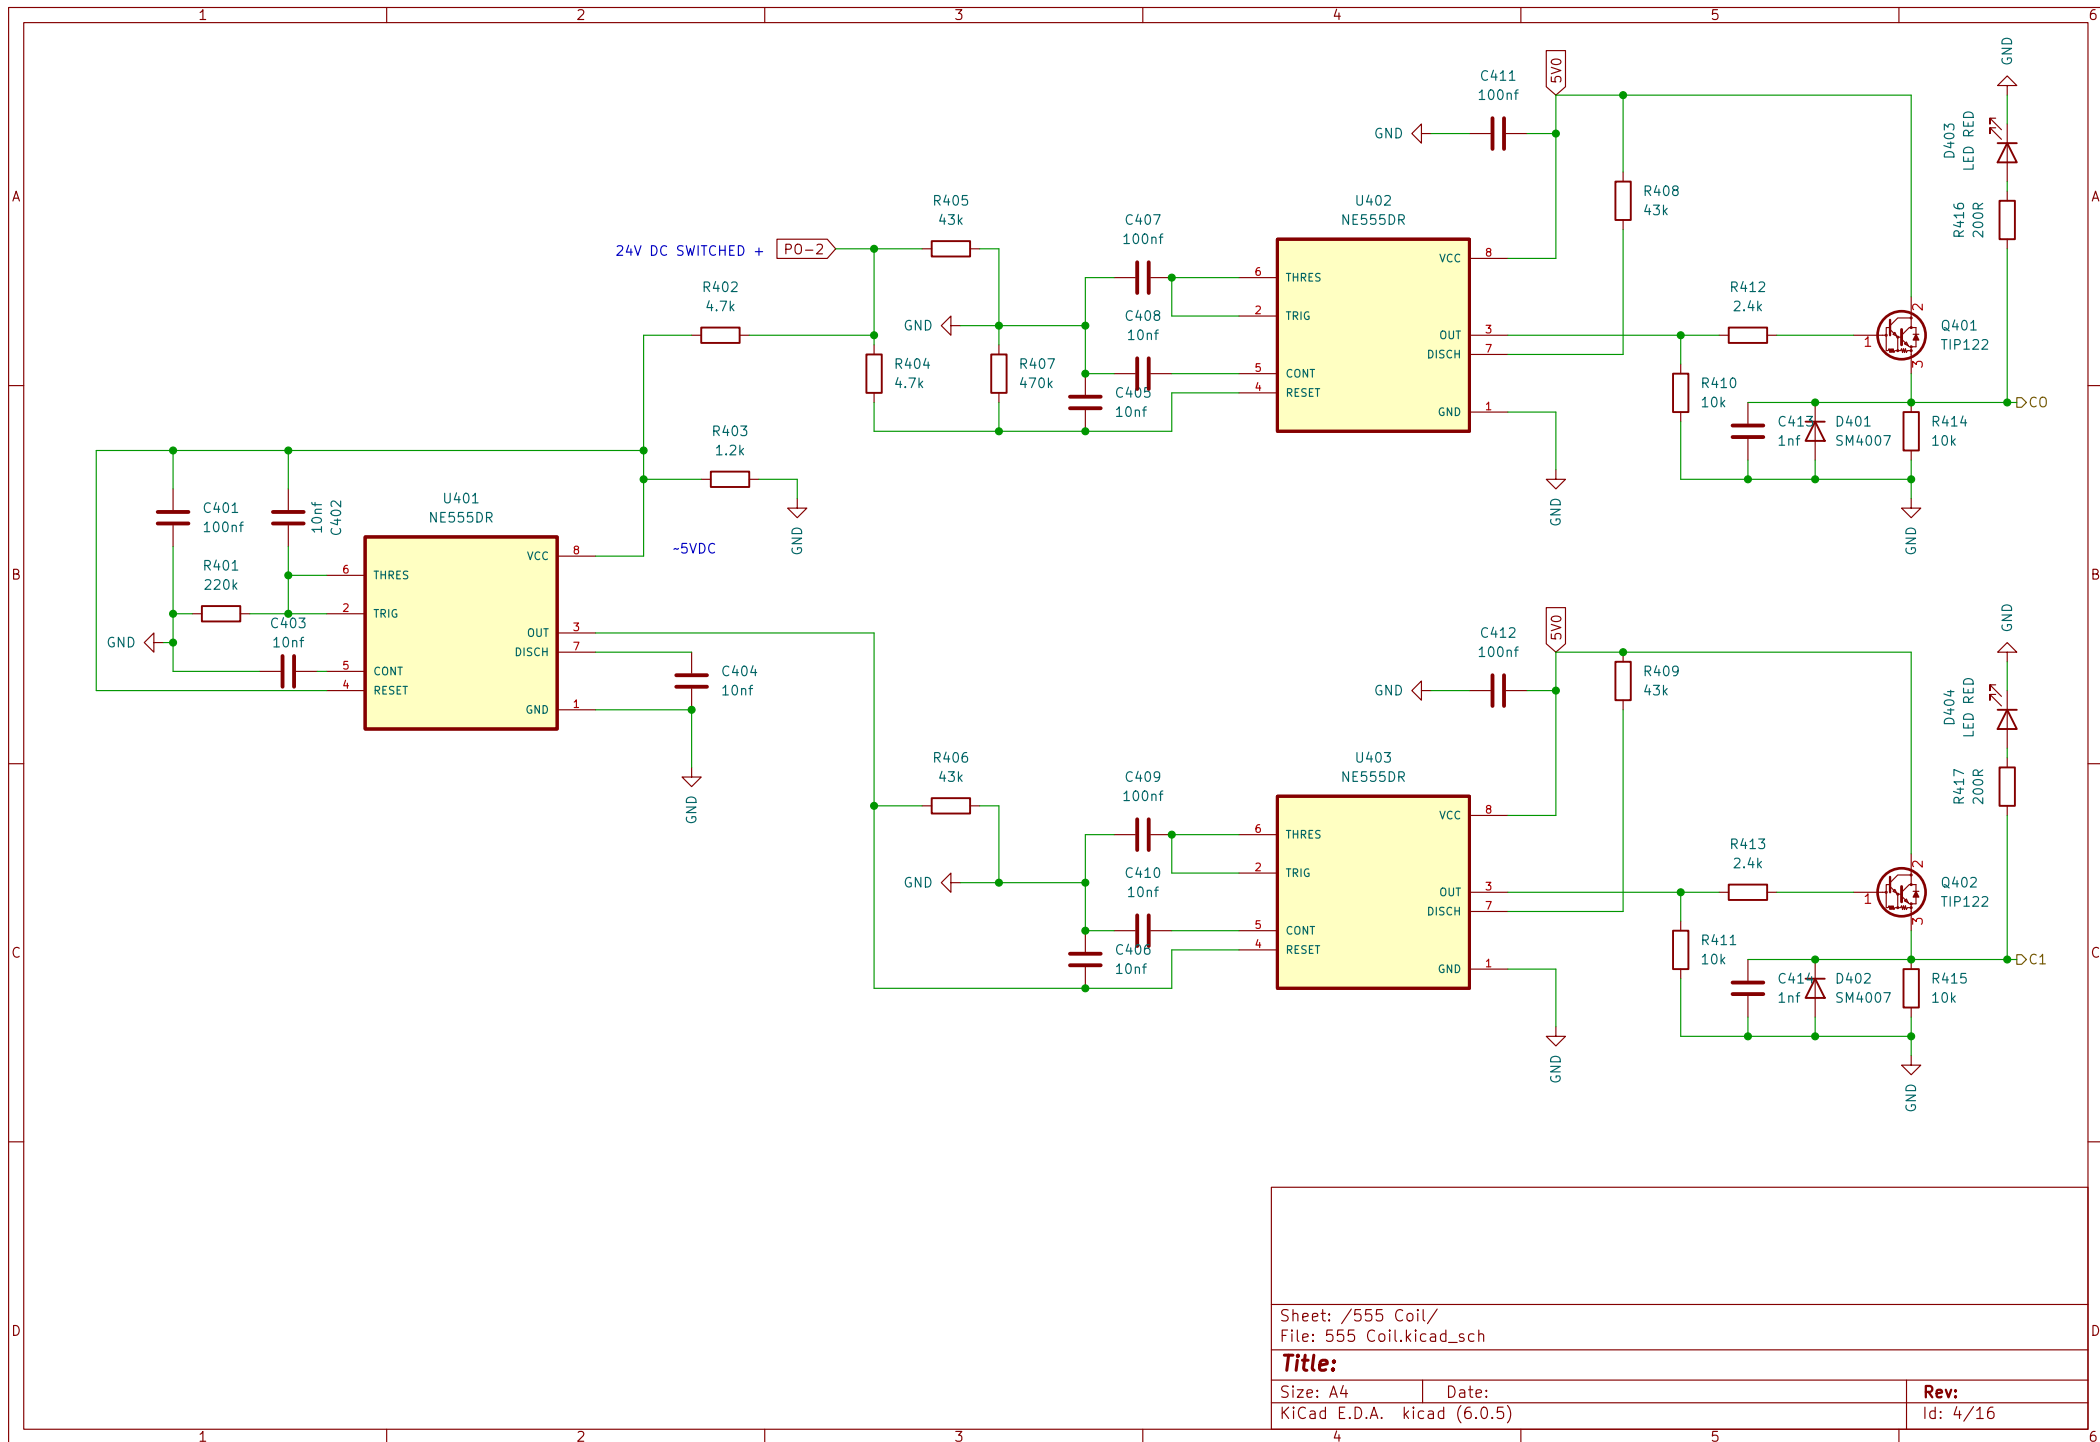 1 2 3 4 5 6
A
B
C
D
A
B
C
D
24V DC SWITCHED +
PO-2
R405
43k
R402
4.7k
GND
R404
4.7k
R407
470k
R403
1.2k
GND
~5VDC
C407
100nf
C408
10nf
C405
10nf
U402
NE555DR
6 THRES
2 TRIG
5 CONT
4 RESET
VCC 8
OUT 3
DISCH 7
GND 1
GND
C411
100nf
GND
5V0
R408
43k
R412
2.4k
R410
10k
1
2
3
Q401
TIP122
C413
1nf
D401
SM4007
R414
10k
GND
GND
D403
LED RED
R416
200R
C0
C401
100nf
10nf
C402
R401
220k
GND
C403
10nf
U401
NE555DR
6 THRES
2 TRIG
5 CONT
4 RESET
VCC 8
OUT 3
DISCH 7
GND 1
C404
10nf
GND
R406
43k
GND
C409
100nf
C410
10nf
C406
10nf
U403
NE555DR
6 THRES
2 TRIG
5 CONT
4 RESET
VCC 8
OUT 3
DISCH 7
GND 1
GND
C412
100nf
GND
5V0
R409
43k
R413
2.4k
R411
10k
1
2
3
Q402
TIP122
C414
1nf
D402
SM4007
R415
10k
GND
GND
D404
LED RED
R417
200R
C1
Sheet: /555 Coil/
File: 555 Coil.kicad_sch
Title:
Size: A4 Date: Rev:
KiCad E.D.A. kicad (6.0.5) Id: 4/16
1 2 3 4 5 6